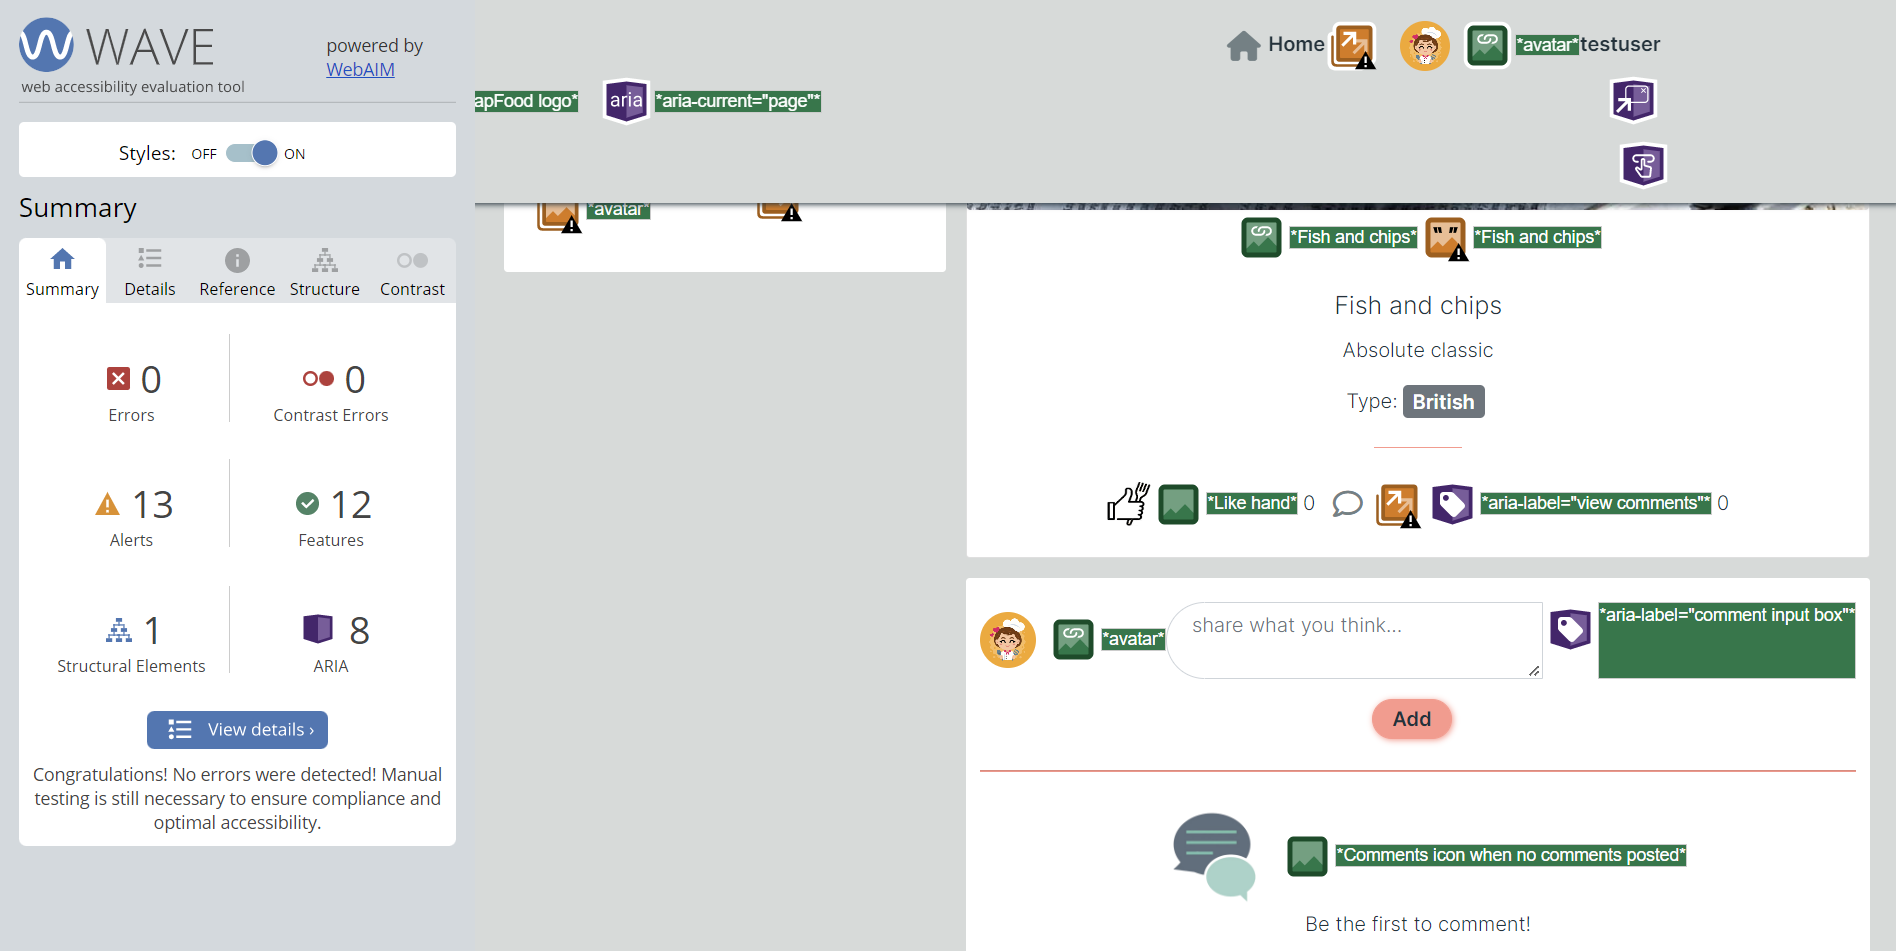 WAVE
powered by
WebAIM
web accessibility evaluation tool
Styles: OFF ON
Summary
Summary Details Reference Structure Contrast
0 0
Errors Contrast Errors
13 12
Alerts Features
1 8
Structural Elements ARIA
View details ›
Congratulations! No errors were detected! Manual
testing is still necessary to ensure compliance and
optimal accessibility.
Home *avatar* testuser
apFood logo* aria *aria-current="page"*
*avatar*
*Fish and chips* *Fish and chips*
Fish and chips
Absolute classic
Type: British
*Like hand* 0 *aria-label="view comments"* 0
*avatar* share what you think... *aria-label="comment input box"*
Add
*Comments icon when no comments posted*
Be the first to comment!